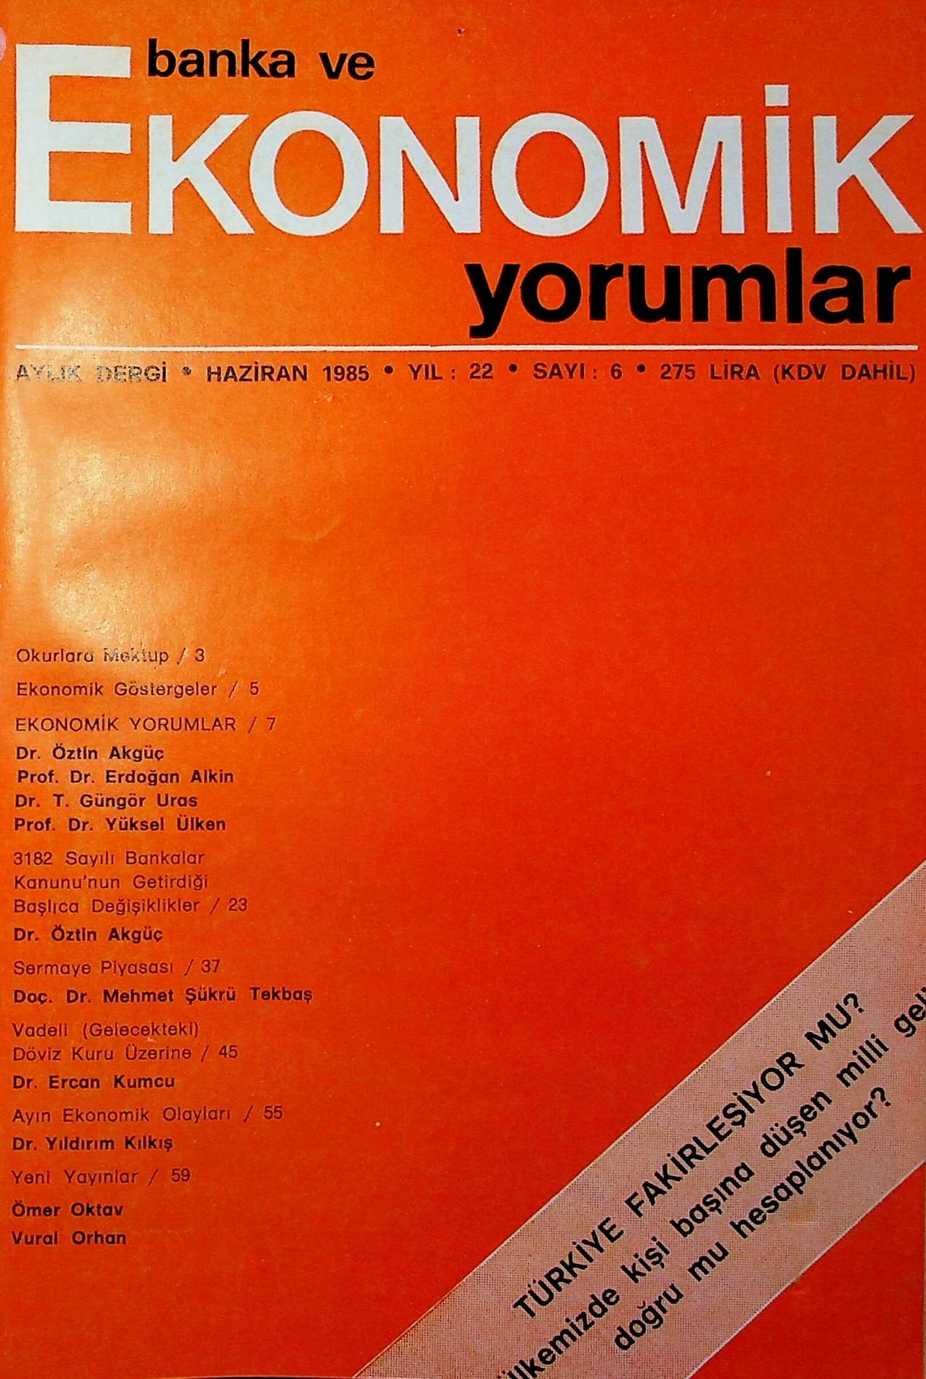 banka ve
EKONOMİK
yorumlar
AYLIK DERGİ • HAZİRAN 1985 • YIL : 22 • SAYI : 6 • 275 LİRA (KDV DAHİL)
Okurlara Mektup / 3
Ekonomik Göstergeler / 5
EKONOMİK YORUMLAR / 7
Dr. Öztin Akgüç
Prof. Dr. Erdoğan Alkin
Dr. T. Güngör Uras
Prof. Dr. Yüksel Ülken
3182 Sayılı Bankalar
Kanunu'nun Getirdiği
Başlıca Değişiklikler / 23
Dr. Öztin Akgüç
Sermaye Piyasası / 37
Doç. Dr. Mehmet Şükrü Tekbaş
Vadeli (Gelecekteki)
Döviz Kuru Üzerine / 45
Dr. Ercan Kumcu
Ayın Ekonomik Olayları / 55
Dr. Yıldırım Kılkış
Yeni Yayınlar / 59
Ömer Oktav
Vural Orhan
TÜRKİYE FAKİRLEŞİYOR MU?
ülkemizde kişi başına düşen milli geli
doğru mu hesaplanıyor?